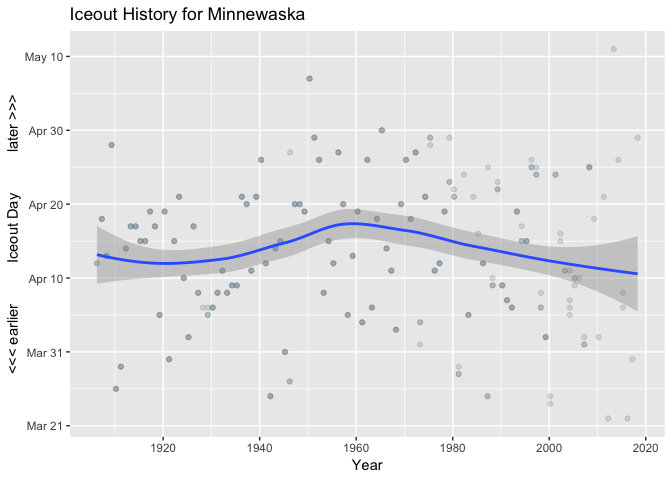 Iceout History for Minnewaska
May 10
Apr 30
Apr 20
Apr 10
Mar 31
Mar 21
<<< earlier    Iceout Day    later >>>
1920 1940 1960 1980 2000 2020
Year